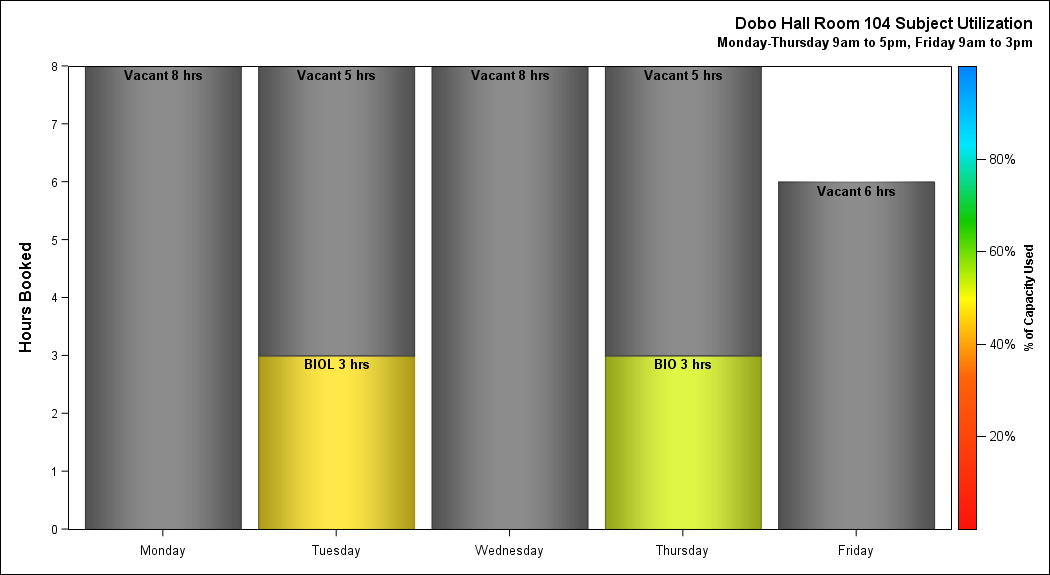 Dobo Hall Room 104 Subject Utilization
Monday-Thursday 9am to 5pm, Friday 9am to 3pm
Hours Booked
8
7
6
5
4
3
2
1
0
Vacant 8 hrs
Vacant 5 hrs
Vacant 8 hrs
Vacant 5 hrs
Vacant 6 hrs
BIOL 3 hrs
BIO 3 hrs
Monday
Tuesday
Wednesday
Thursday
Friday
80%
60%
40%
20%
% of Capacity Used